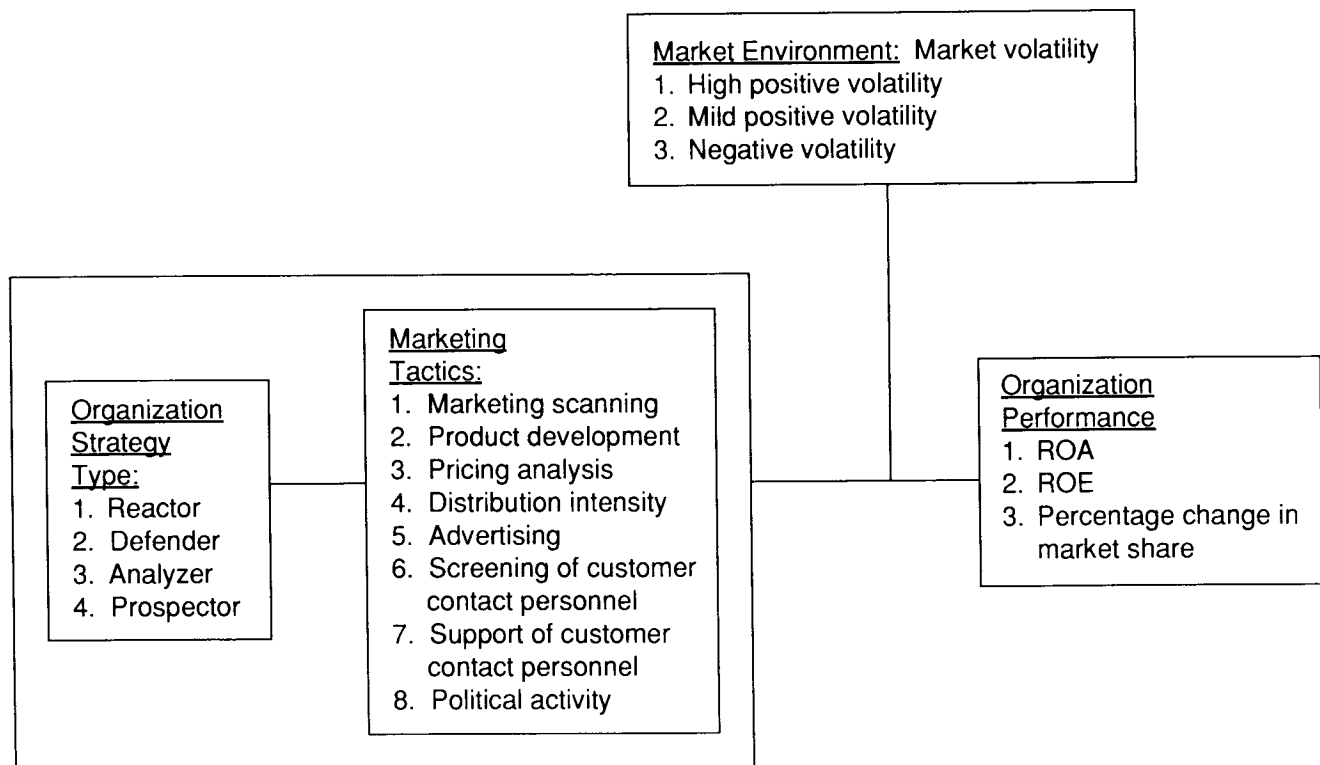 Market Environment: Market volatility
1. High positive volatility
2. Mild positive volatility
3. Negative volatility
Organization
Strategy
Type:
1. Reactor
2. Defender
3. Analyzer
4. Prospector
Marketing
Tactics:
1. Marketing scanning
2. Product development
3. Pricing analysis
4. Distribution intensity
5. Advertising
6. Screening of customer
contact personnel
7. Support of customer
contact personnel
8. Political activity
Organization
Performance
1. ROA
2. ROE
3. Percentage change in
market share